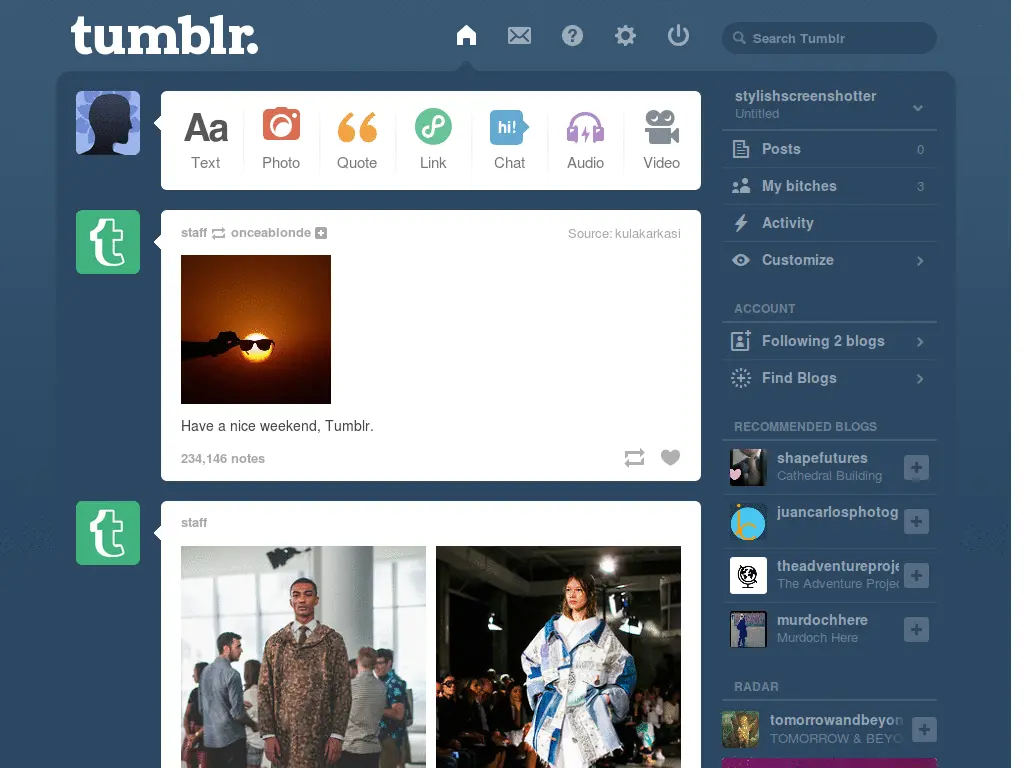 tumblr.
Search Tumblr
Aa
hi!
Text
Photo
Quote
Link
Chat
Audio
Video
stylishscreenshotter
Untitled
Posts 0
My bitches 3
Activity
Customize
ACCOUNT
Following 2 blogs
Find Blogs
RECOMMENDED BLOGS
shapefutures
Cathedral Building
juancarlosphotog
theadventureproje
The Adventure Projec
murdochhere
Murdoch Here
RADAR
tomorrowandbeyon
TOMORROW & BEYO
t
staff onceablonde
Source: kulakarkasi
Have a nice weekend, Tumblr.
234,146 notes
t
staff